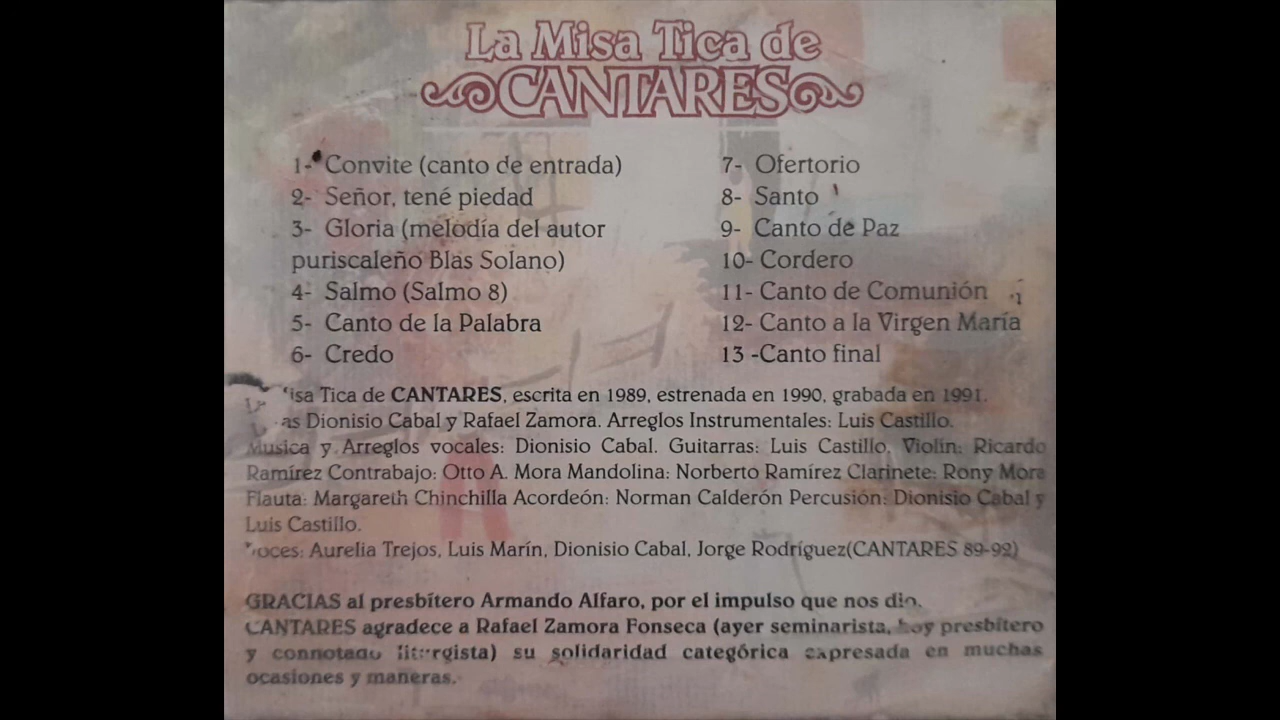 La Misa Tica de
CANTARES
1- Convite (canto de entrada)
2- Señor, tené piedad
3- Gloria (melodía del autor
puriscaleño Blas Solano)
4- Salmo (Salmo 8)
5- Canto de la Palabra
6- Credo
7- Ofertorio
8- Santo
9- Canto de Paz
10- Cordero
11- Canto de Comunión
12- Canto a la Virgen María
13 -Canto final
isa Tica de CANTARES, escrita en 1989, estrenada en 1990, grabada en 1991.
as Dionisio Cabal y Rafael Zamora. Arreglos Instrumentales: Luis Castillo.
Musica y Arreglos vocales: Dionisio Cabal. Guitarras: Luis Castillo. Violín: Ricardo
Ramírez Contrabajo: Otto A. Mora Mandolina: Norberto Ramírez Clarinete: Rony Mora
Flauta: Margareth Chinchilla Acordeón: Norman Calderón Percusión: Dionisio Cabal y
Luis Castillo.
Voces: Aurelia Trejos, Luis Marín, Dionisio Cabal, Jorge Rodríguez(CANTARES 89-92)
GRACIAS al presbítero Armando Alfaro, por el impulso que nos dio.
CANTARES agradece a Rafael Zamora Fonseca (ayer seminarista, hoy presbítero
y connotado liturgista) su solidaridad categórica expresada en muchas
ocasiones y maneras.